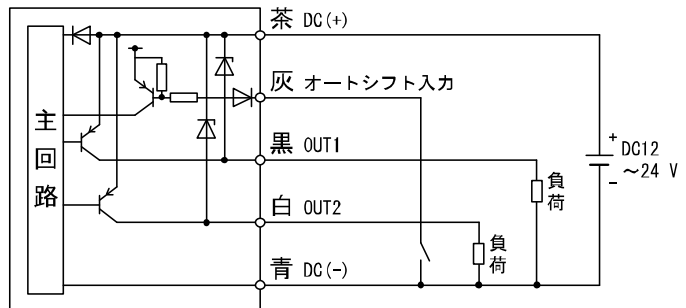 主回路
茶 DC(+)
灰 オートシフト入力
黒 OUT1
白 OUT2
青 DC(-)
負荷
負荷
+
DC12
~24 V
-